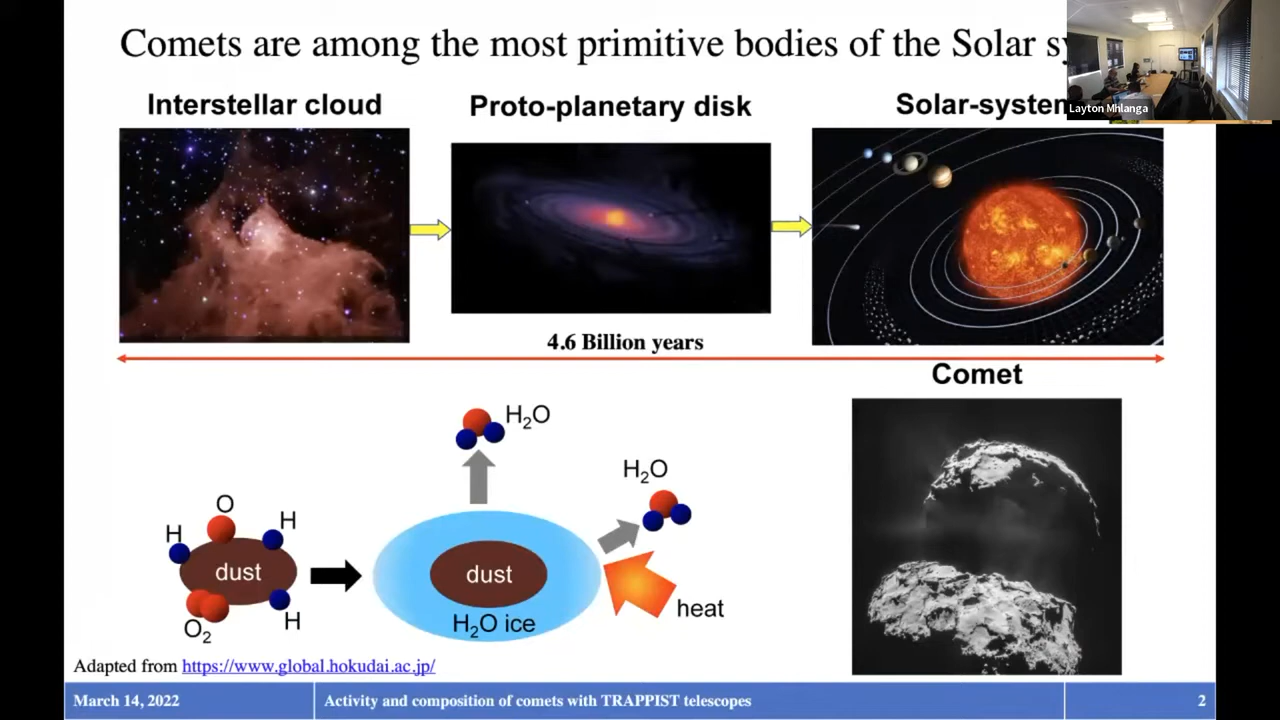 Comets are among the most primitive bodies of the Solar
Layton Mhlanga
Interstellar cloud
Proto-planetary disk
Solar-system
4.6 Billion years
Comet
H2O
H2O
O
H
H
dust
O2
H
dust
H2O ice
heat
Adapted from https://www.global.hokudai.ac.jp/
March 14, 2022
Activity and composition of comets with TRAPPIST telescopes
2